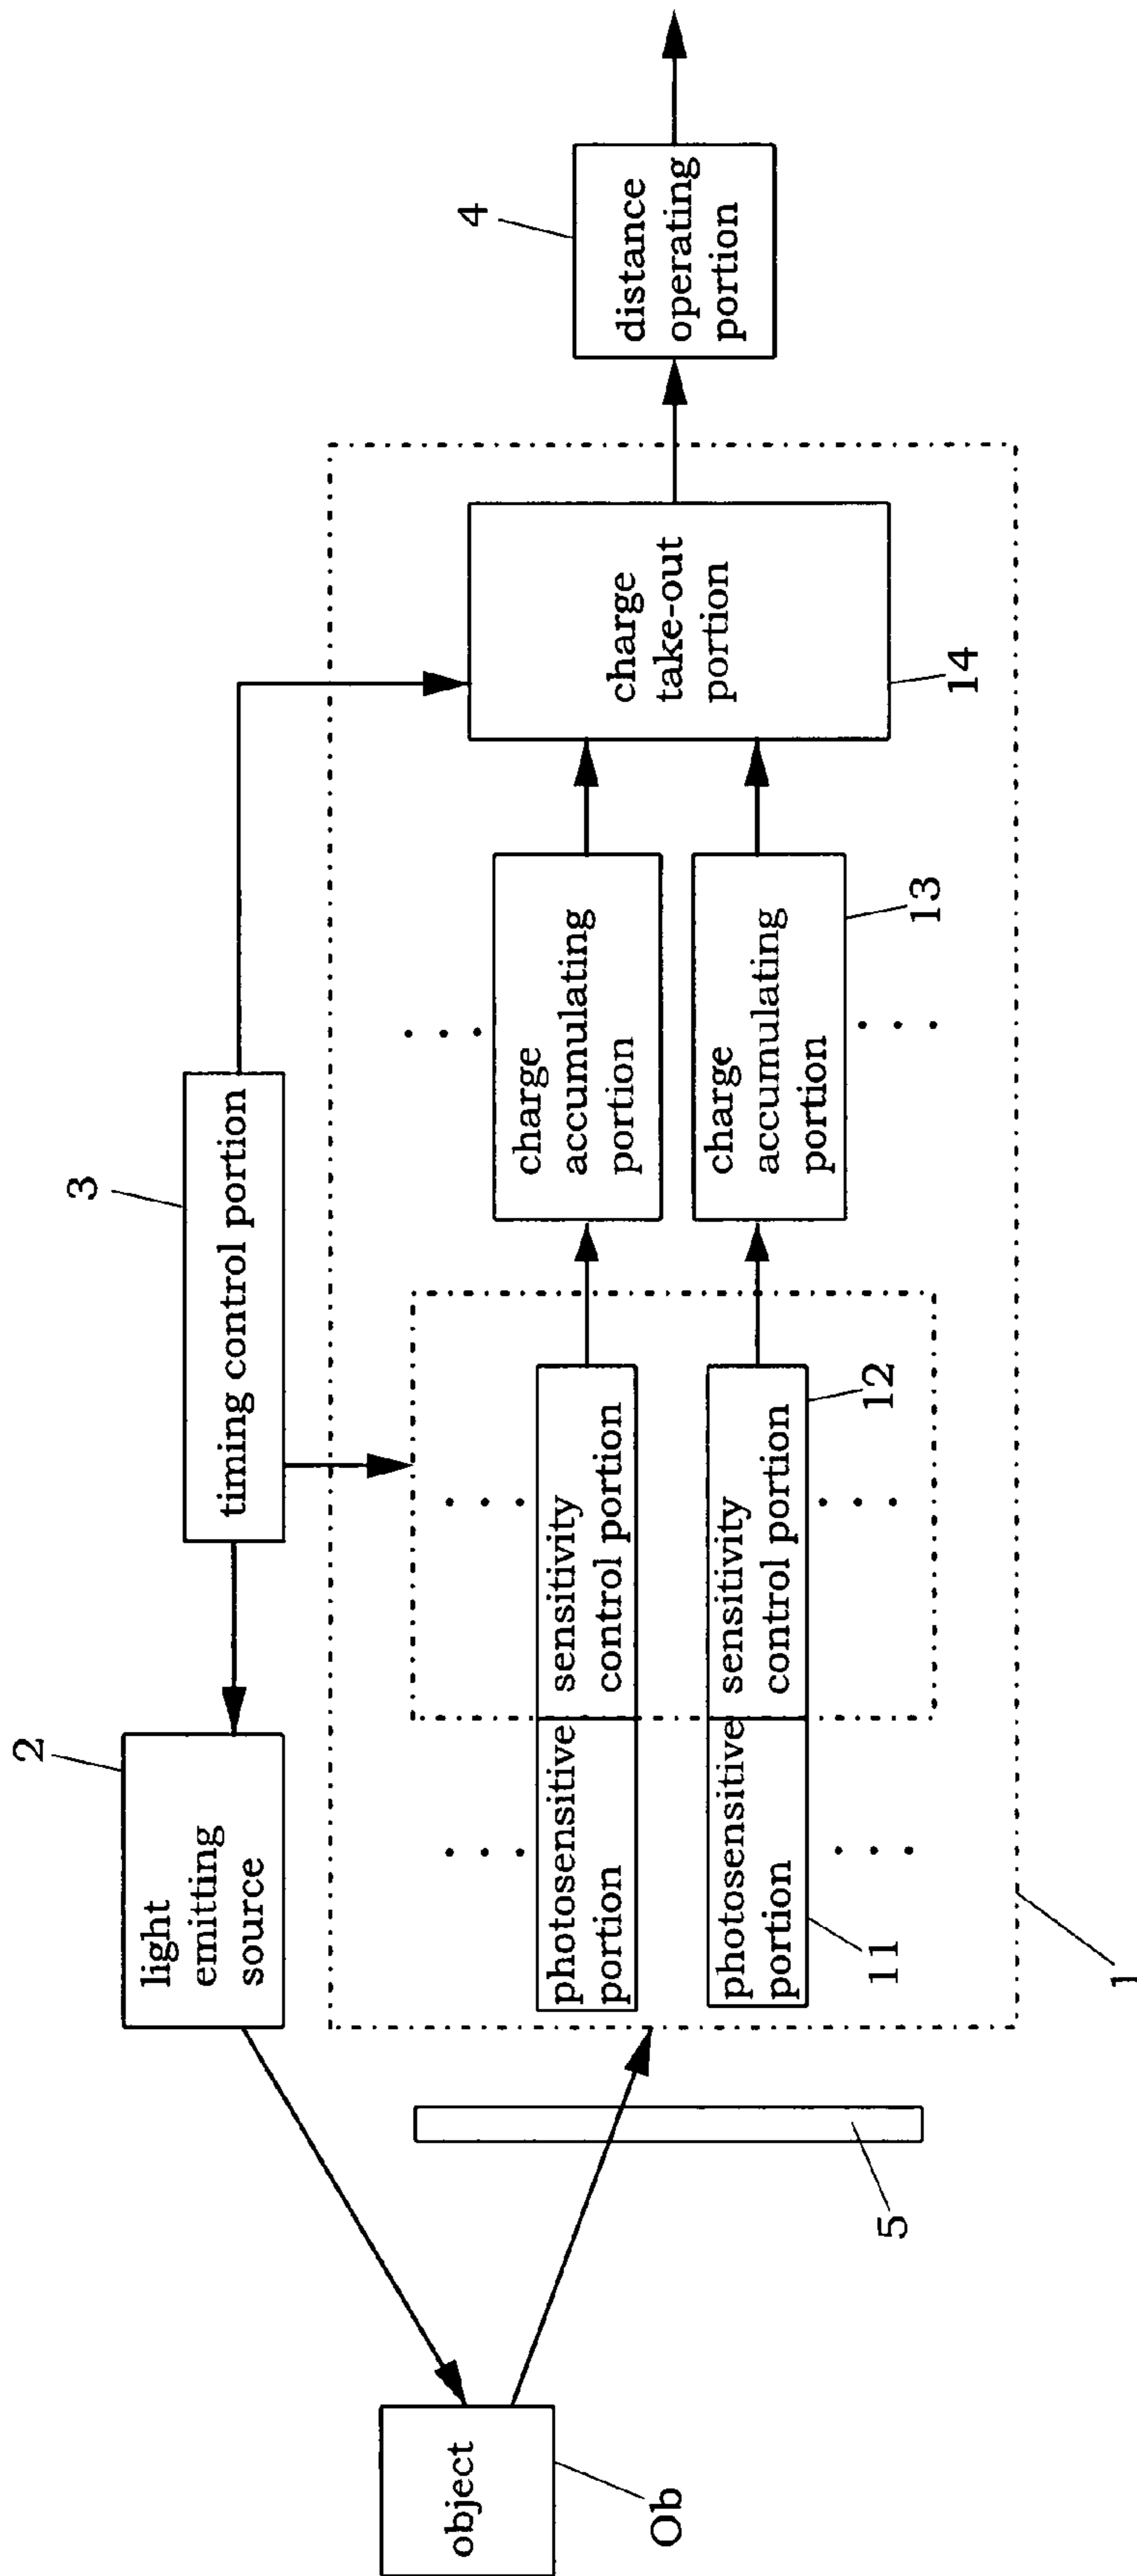 3
timing control portion
2
light
emitting
source
object
Ob
5
1
photosensitive
portion
sensitivity
control portion
photosensitive
portion
11
sensitivity
control portion
12
charge
accumulating
portion
charge
accumulating
portion
13
charge
take-out
portion
14
4
distance
operating
portion